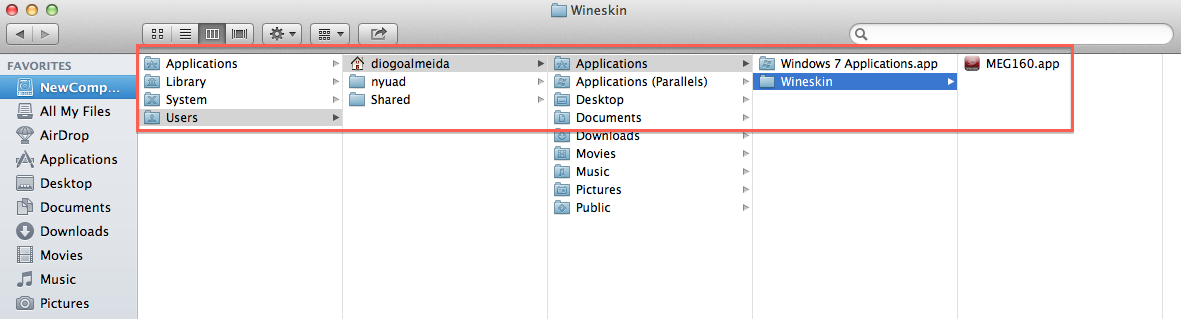 Wineskin
FAVORITES
NewComp...
All My Files
AirDrop
Applications
Desktop
Documents
Downloads
Movies
Music
Pictures
Applications
Library
System
Users
diogoalmeida
nyuad
Shared
Applications
Applications (Parallels)
Desktop
Documents
Downloads
Movies
Music
Pictures
Public
Windows 7 Applications.app
Wineskin
MEG160.app